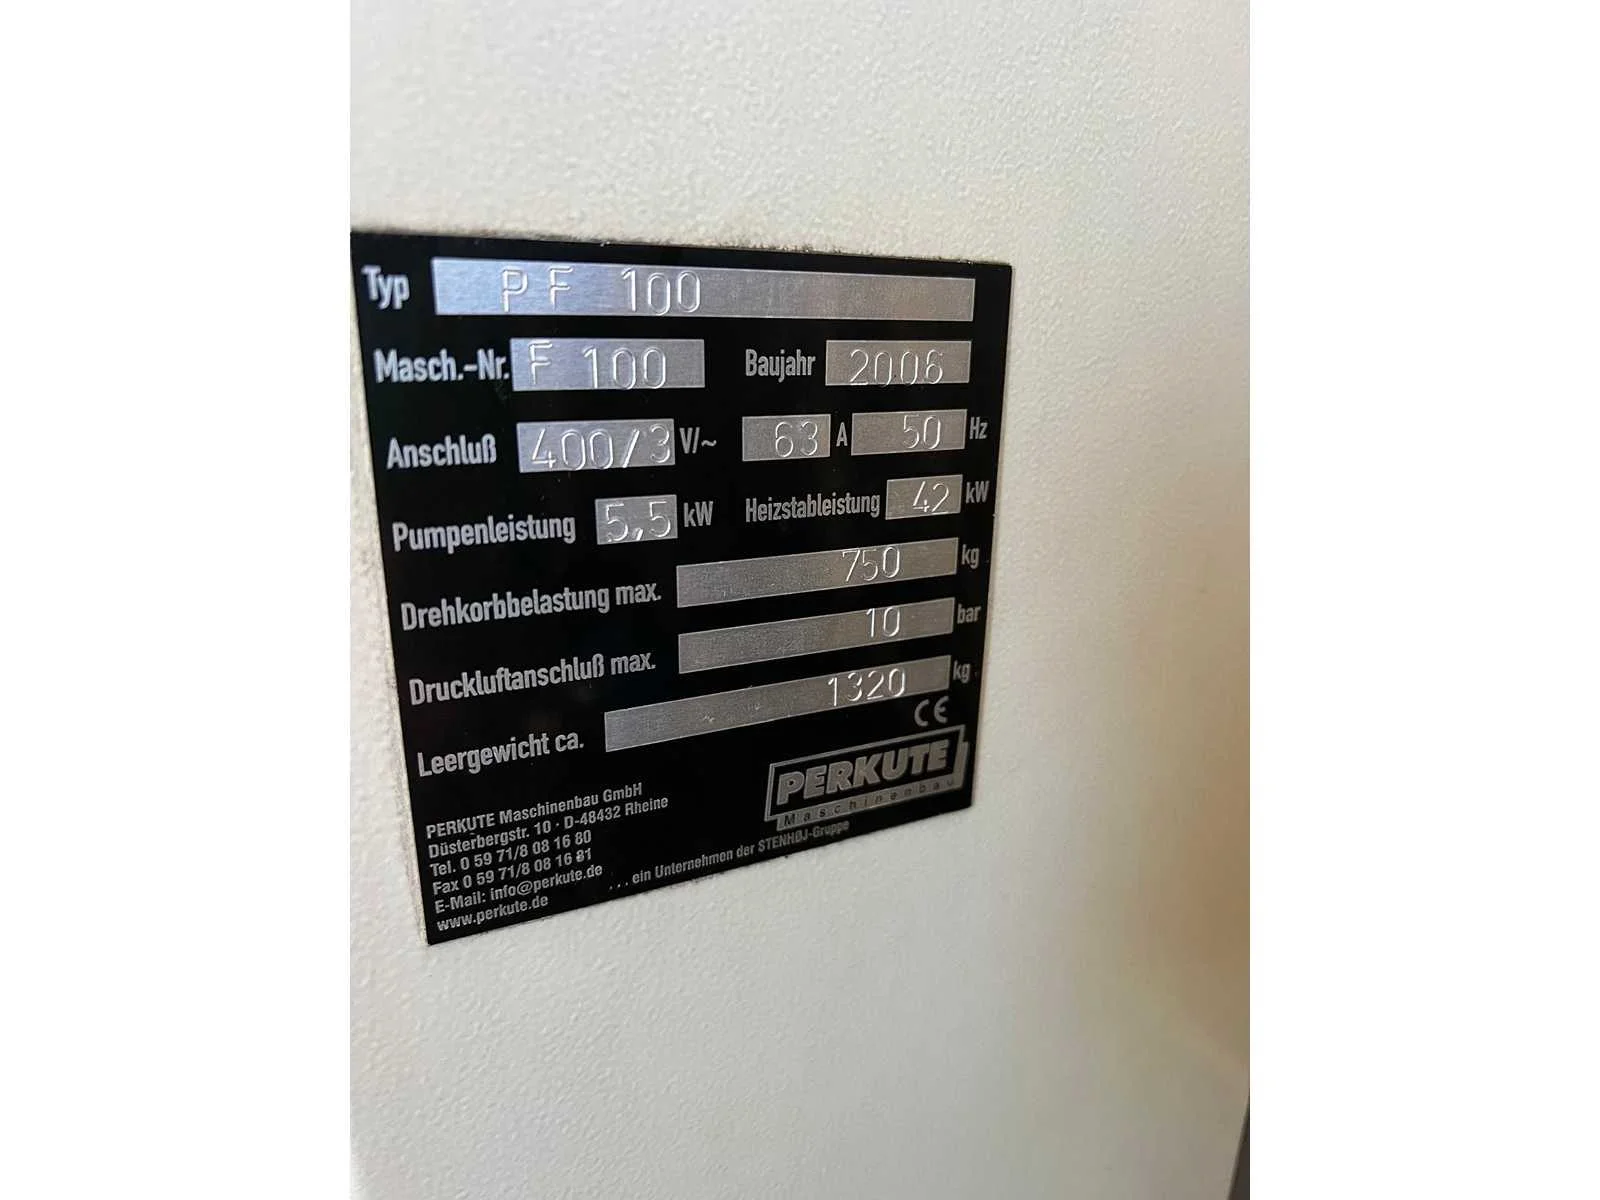 Typ PF 100
Masch.-Nr. F 100 Baujahr 2006
Anschluß 400/3 V/~ 63 A 50 Hz
Pumpenleistung 5,5 kW Heizstableistung 42 kW
Drehkorbbelastung max. 750 kg
Druckluftanschluß max. 10 bar
Leergewicht ca. 1320 kg
CE
PERKUTE
Maschinenbau
PERKUTE Maschinenbau GmbH
Düsterbergstr. 10 · D-48432 Rheine
Tel. 0 59 71/8 08 16 80
Fax 0 59 71/8 08 16 81
E-Mail: info@perkute.de
www.perkute.de
...ein Unternehmen der STENHØJ-Gruppe